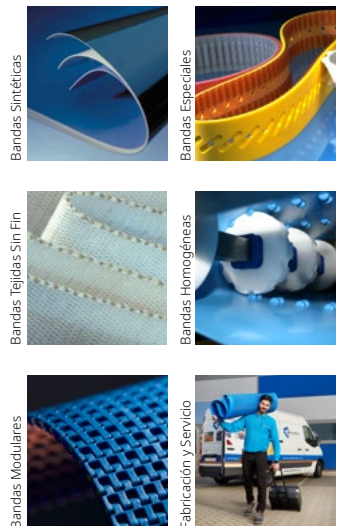 Bandas Sintéticas
Bandas Especiales
Bandas Tejidas Sin Fin
Bandas Homogéneas
Bandas Modulares
Fabricación y Servicio